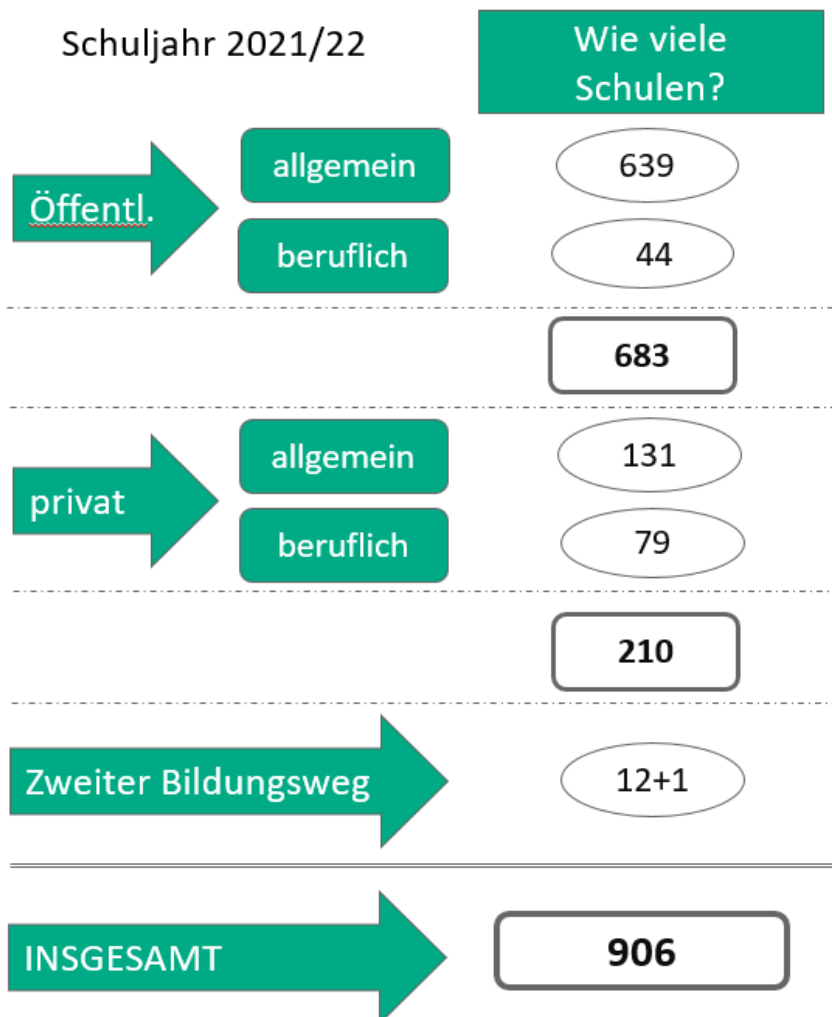 Schuljahr 2021/22
Wie viele
Schulen?
Öffentl.
allgemein
639
beruflich
44
683
privat
allgemein
131
beruflich
79
210
Zweiter Bildungsweg
12+1
INSGESAMT
906